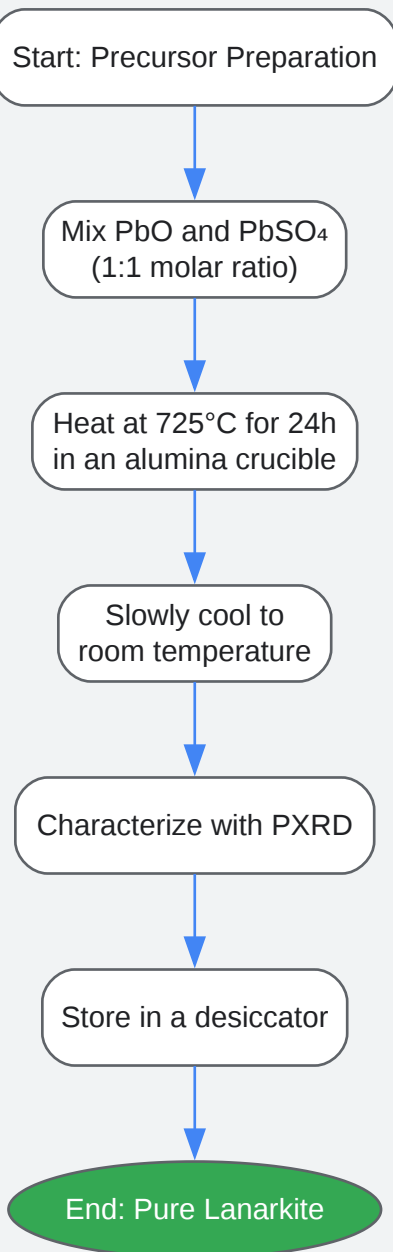 Start: Precursor Preparation
Mix PbO and PbSO₄
(1:1 molar ratio)
Heat at 725°C for 24h
in an alumina crucible
Slowly cool to
room temperature
Characterize with PXRD
Store in a desiccator
End: Pure Lanarkite